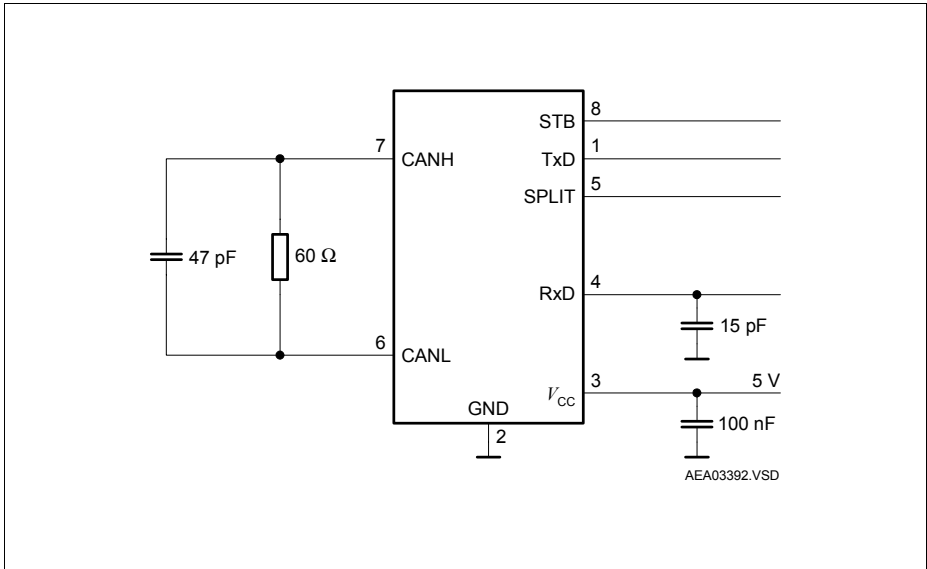 8
STB
1
7
CANH
TxD
5
SPLIT
47 pF
60 Ω
4
RxD
15 pF
6
CANL
3
5 V
V_CC
GND
100 nF
2
AEA03392.VSD